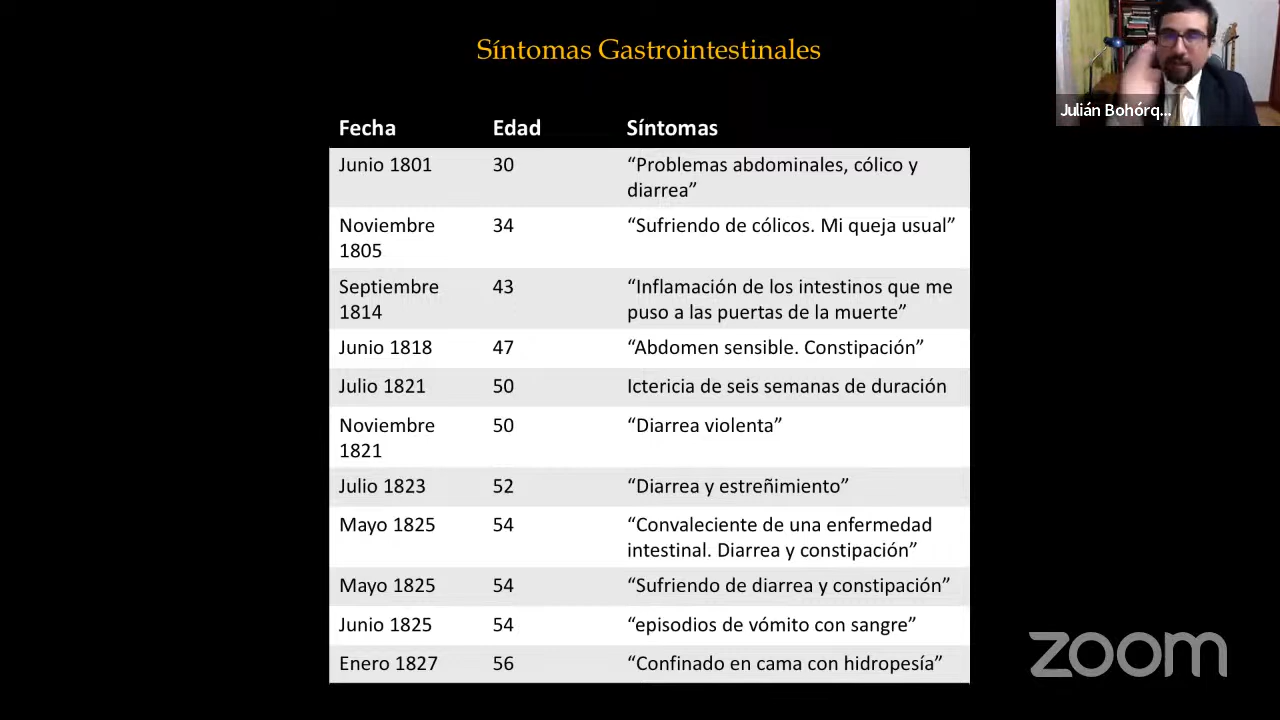 Síntomas Gastrointestinales
Julián Bohórq...
Fecha Edad Síntomas
Junio 1801 30 “Problemas abdominales, cólico y
diarrea”
Noviembre 34 “Sufriendo de cólicos. Mi queja usual”
1805
Septiembre 43 “Inflamación de los intestinos que me
1814 puso a las puertas de la muerte”
Junio 1818 47 “Abdomen sensible. Constipación”
Julio 1821 50 Ictericia de seis semanas de duración
Noviembre 50 “Diarrea violenta”
1821
Julio 1823 52 “Diarrea y estreñimiento”
Mayo 1825 54 “Convaleciente de una enfermedad
intestinal. Diarrea y constipación”
Mayo 1825 54 “Sufriendo de diarrea y constipación”
Junio 1825 54 “episodios de vómito con sangre”
Enero 1827 56 “Confinado en cama con hidropesía”
zoom